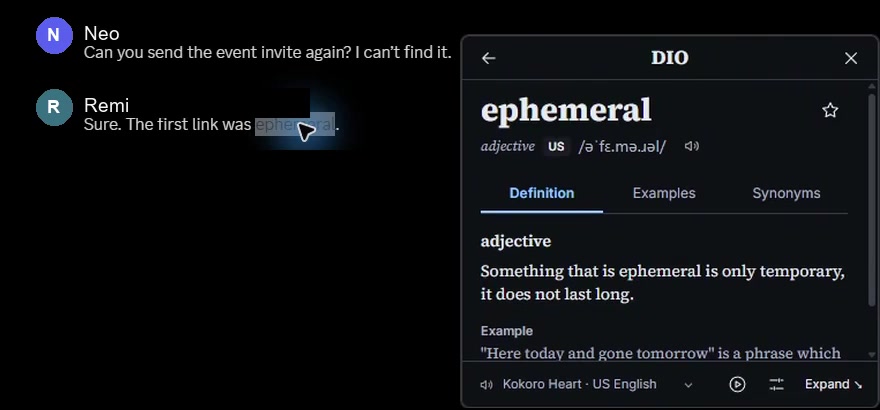 N
Neo
Can you send the event invite again? I can't find it.
R
Remi
Sure. The first link was ephemeral.
DIO
ephemeral
adjective US /əˈfɛ.mə.ɹəl/
Definition Examples Synonyms
adjective
Something that is ephemeral is only temporary,
it does not last long.
Example
"Here today and gone tomorrow" is a phrase which
Kokoro Heart · US English
Expand ↘